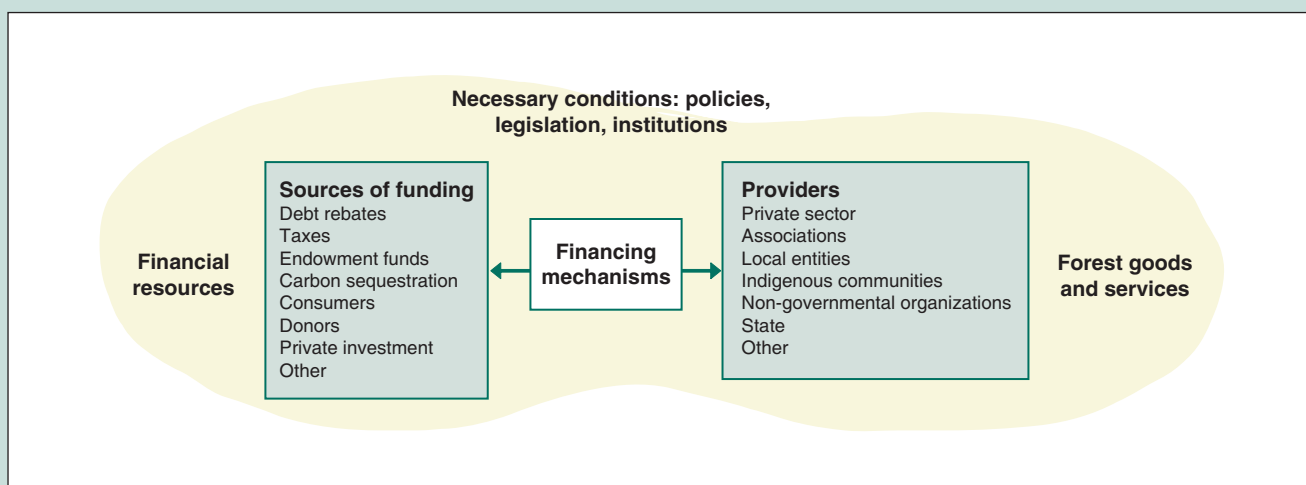 Necessary conditions: policies,
legislation, institutions
Financial
resources
Sources of funding
Debt rebates
Taxes
Endowment funds
Carbon sequestration
Consumers
Donors
Private investment
Other
Financing
mechanisms
Providers
Private sector
Associations
Local entities
Indigenous communities
Non-governmental organizations
State
Other
Forest goods
and services